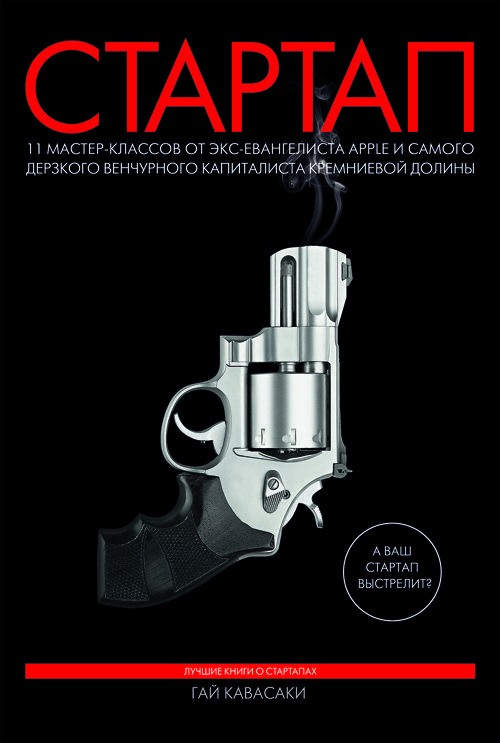 СТАРТАП
11 МАСТЕР-КЛАССОВ ОТ ЭКС-ЕВАНГЕЛИСТА APPLE И САМОГО
ДЕРЗКОГО ВЕНЧУРНОГО КАПИТАЛИСТА КРЕМНИЕВОЙ ДОЛИНЫ
А ВАШ
СТАРТАП
ВЫСТРЕЛИТ?
ЛУЧШИЕ КНИГИ О СТАРТАПАХ
ГАЙ КАВАСАКИ